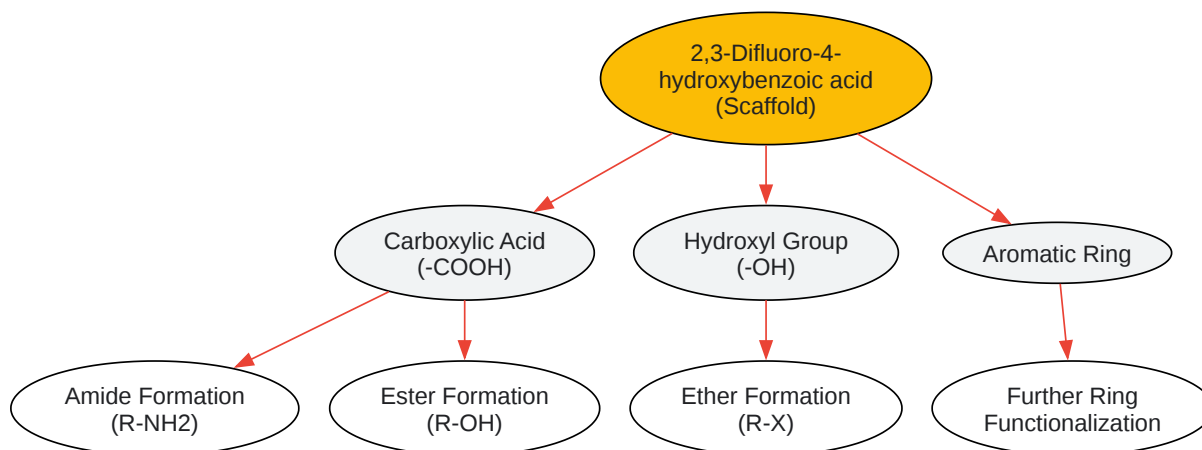 2,3-Difluoro-4-
hydroxybenzoic acid
(Scaffold)
Carboxylic Acid
(-COOH)
Hydroxyl Group
(-OH)
Aromatic Ring
Amide Formation
(R-NH2)
Ester Formation
(R-OH)
Ether Formation
(R-X)
Further Ring
Functionalization